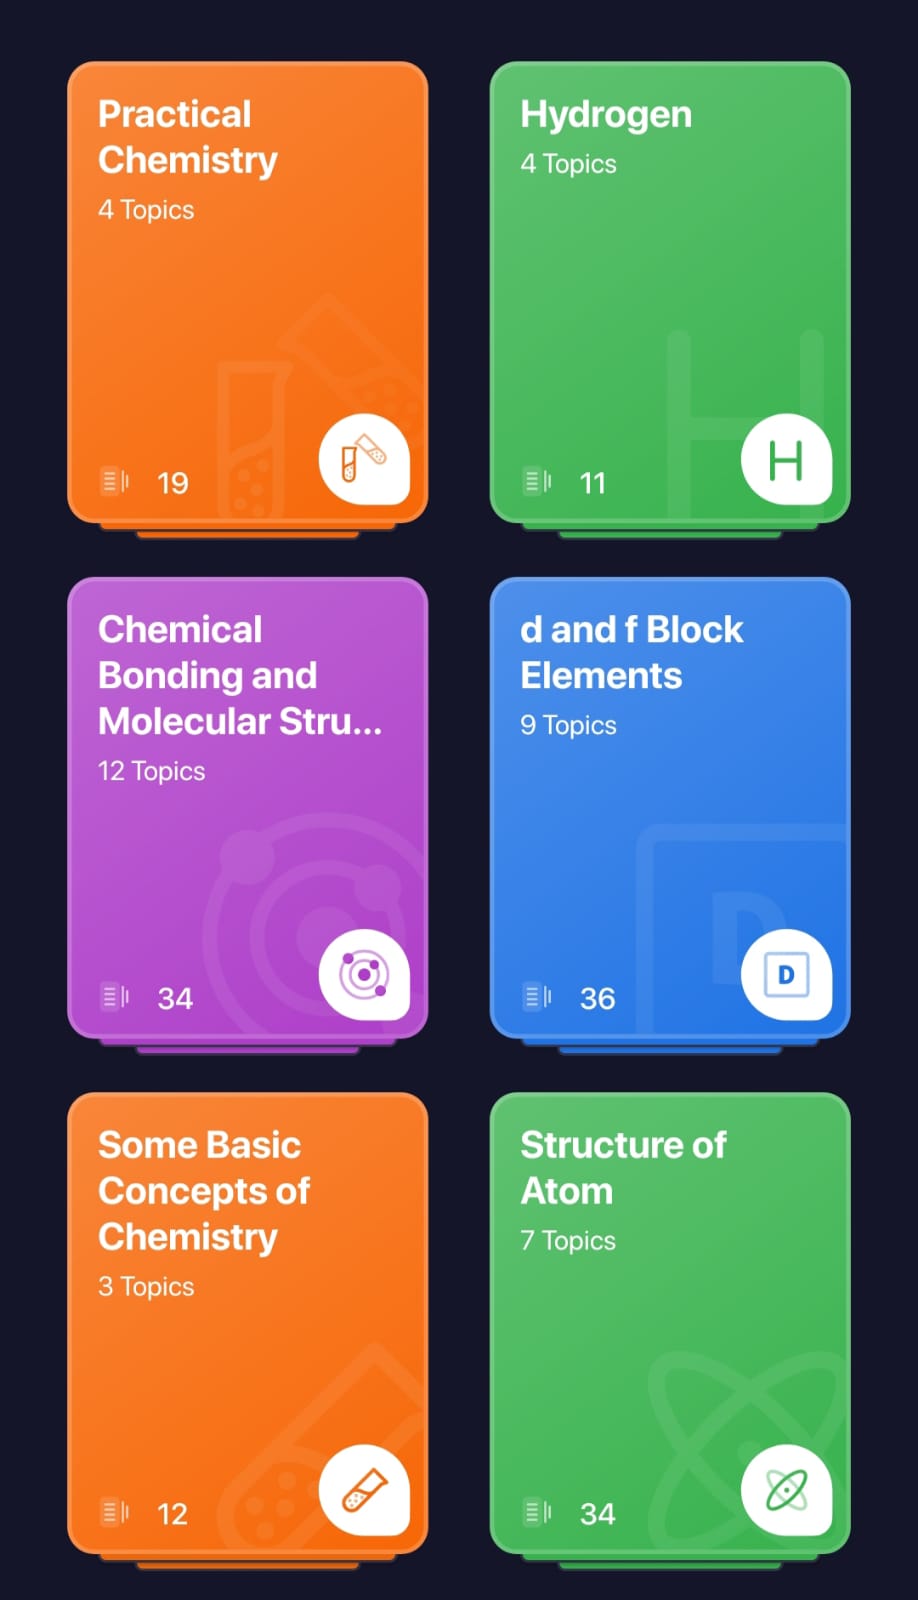 Practical
Chemistry
4 Topics
19
Hydrogen
4 Topics
H
11
Chemical
Bonding and
Molecular Stru...
12 Topics
34
d and f Block
Elements
9 Topics
D
36
D
Some Basic
Concepts of
Chemistry
3 Topics
12
Structure of
Atom
7 Topics
34